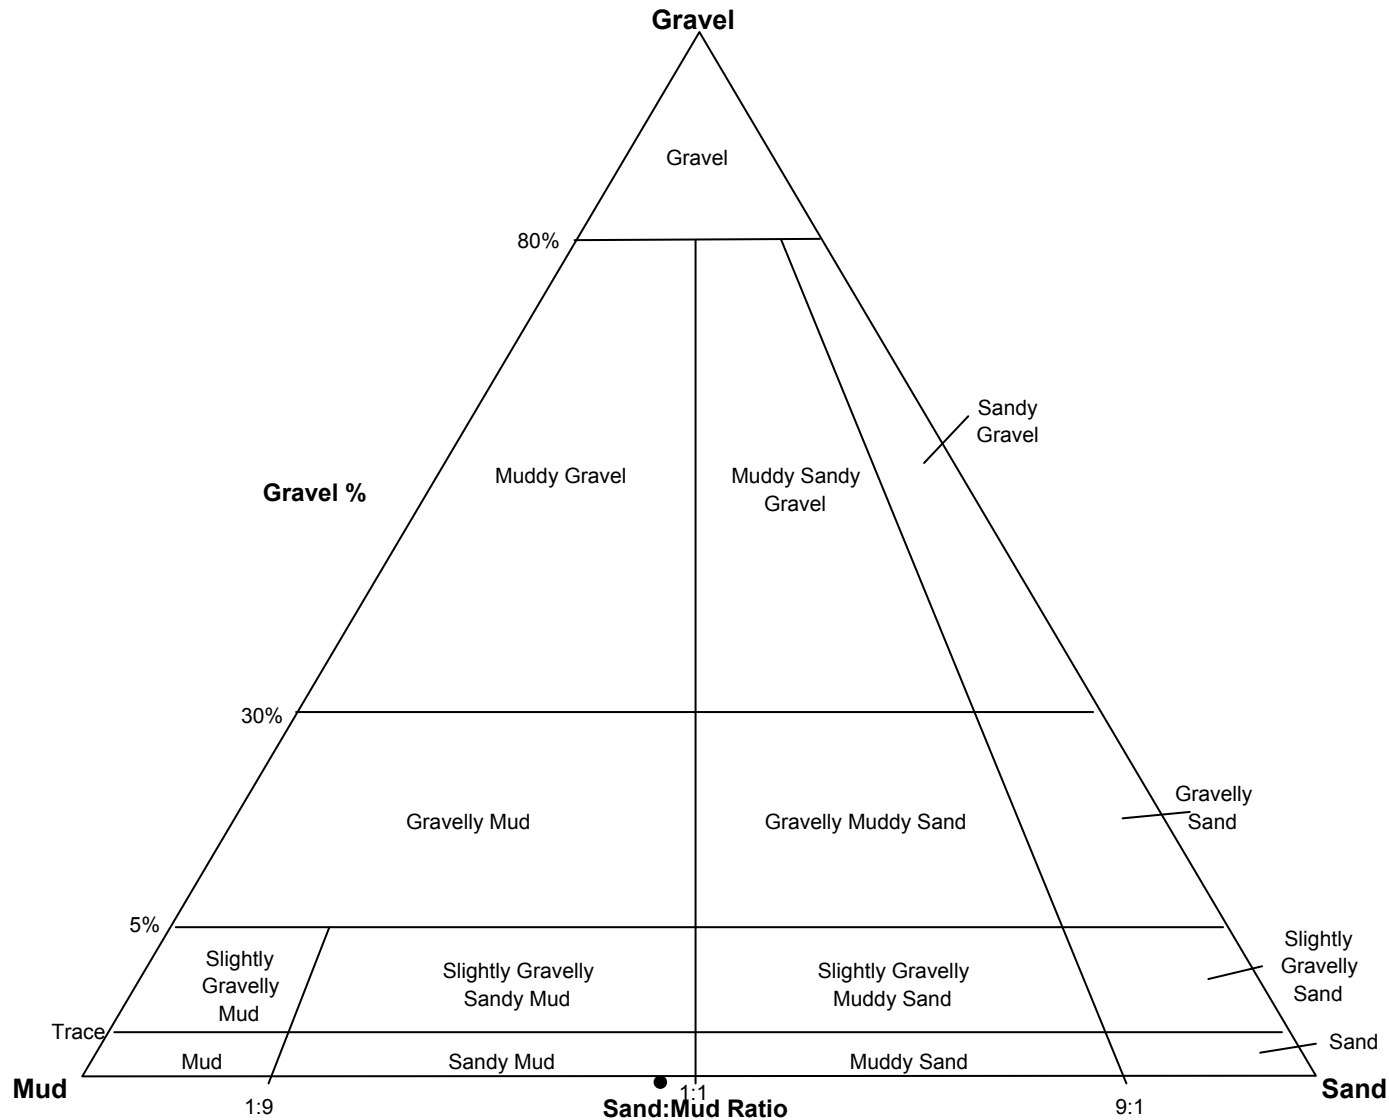 Gravel
Gravel
80%
Sandy
Gravel
Muddy Gravel
Muddy Sandy
Gravel
Gravel %
30%
Gravelly
Sand
Gravelly Mud
Gravelly Muddy Sand
5%
Slightly
Gravelly
Mud
Slightly Gravelly
Sandy Mud
Slightly Gravelly
Muddy Sand
Slightly
Gravelly
Sand
Trace
Sand
Mud
Sandy Mud
Muddy Sand
Mud
Sand
1:9
1:1
9:1
Sand:Mud Ratio